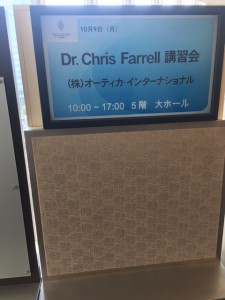 10月9日（月）
Dr. Chris Farrell 講習会
（株）オーティカ・インターナショナル
10:00 ~ 17:00 5 階 大ホール